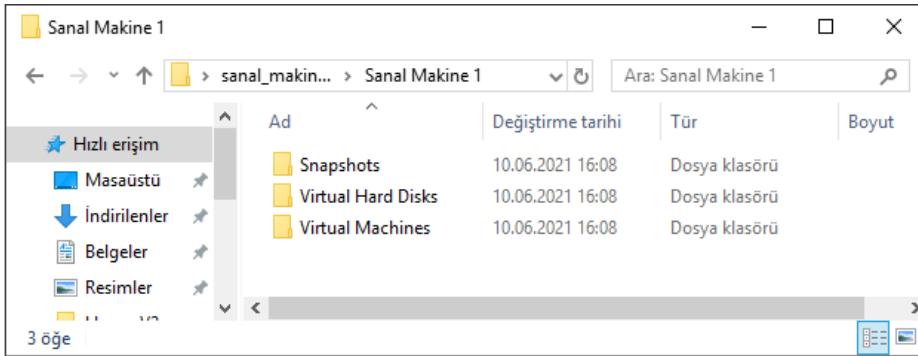 Sanal Makine 1
sanal_makin... > Sanal Makine 1
Ara: Sanal Makine 1
Ad Değiştirme tarihi Tür Boyut
Hızlı erişim
Masaüstü
İndirilenler
Belgeler
Resimler
Snapshots 10.06.2021 16:08 Dosya klasörü
Virtual Hard Disks 10.06.2021 16:08 Dosya klasörü
Virtual Machines 10.06.2021 16:08 Dosya klasörü
3 öğe